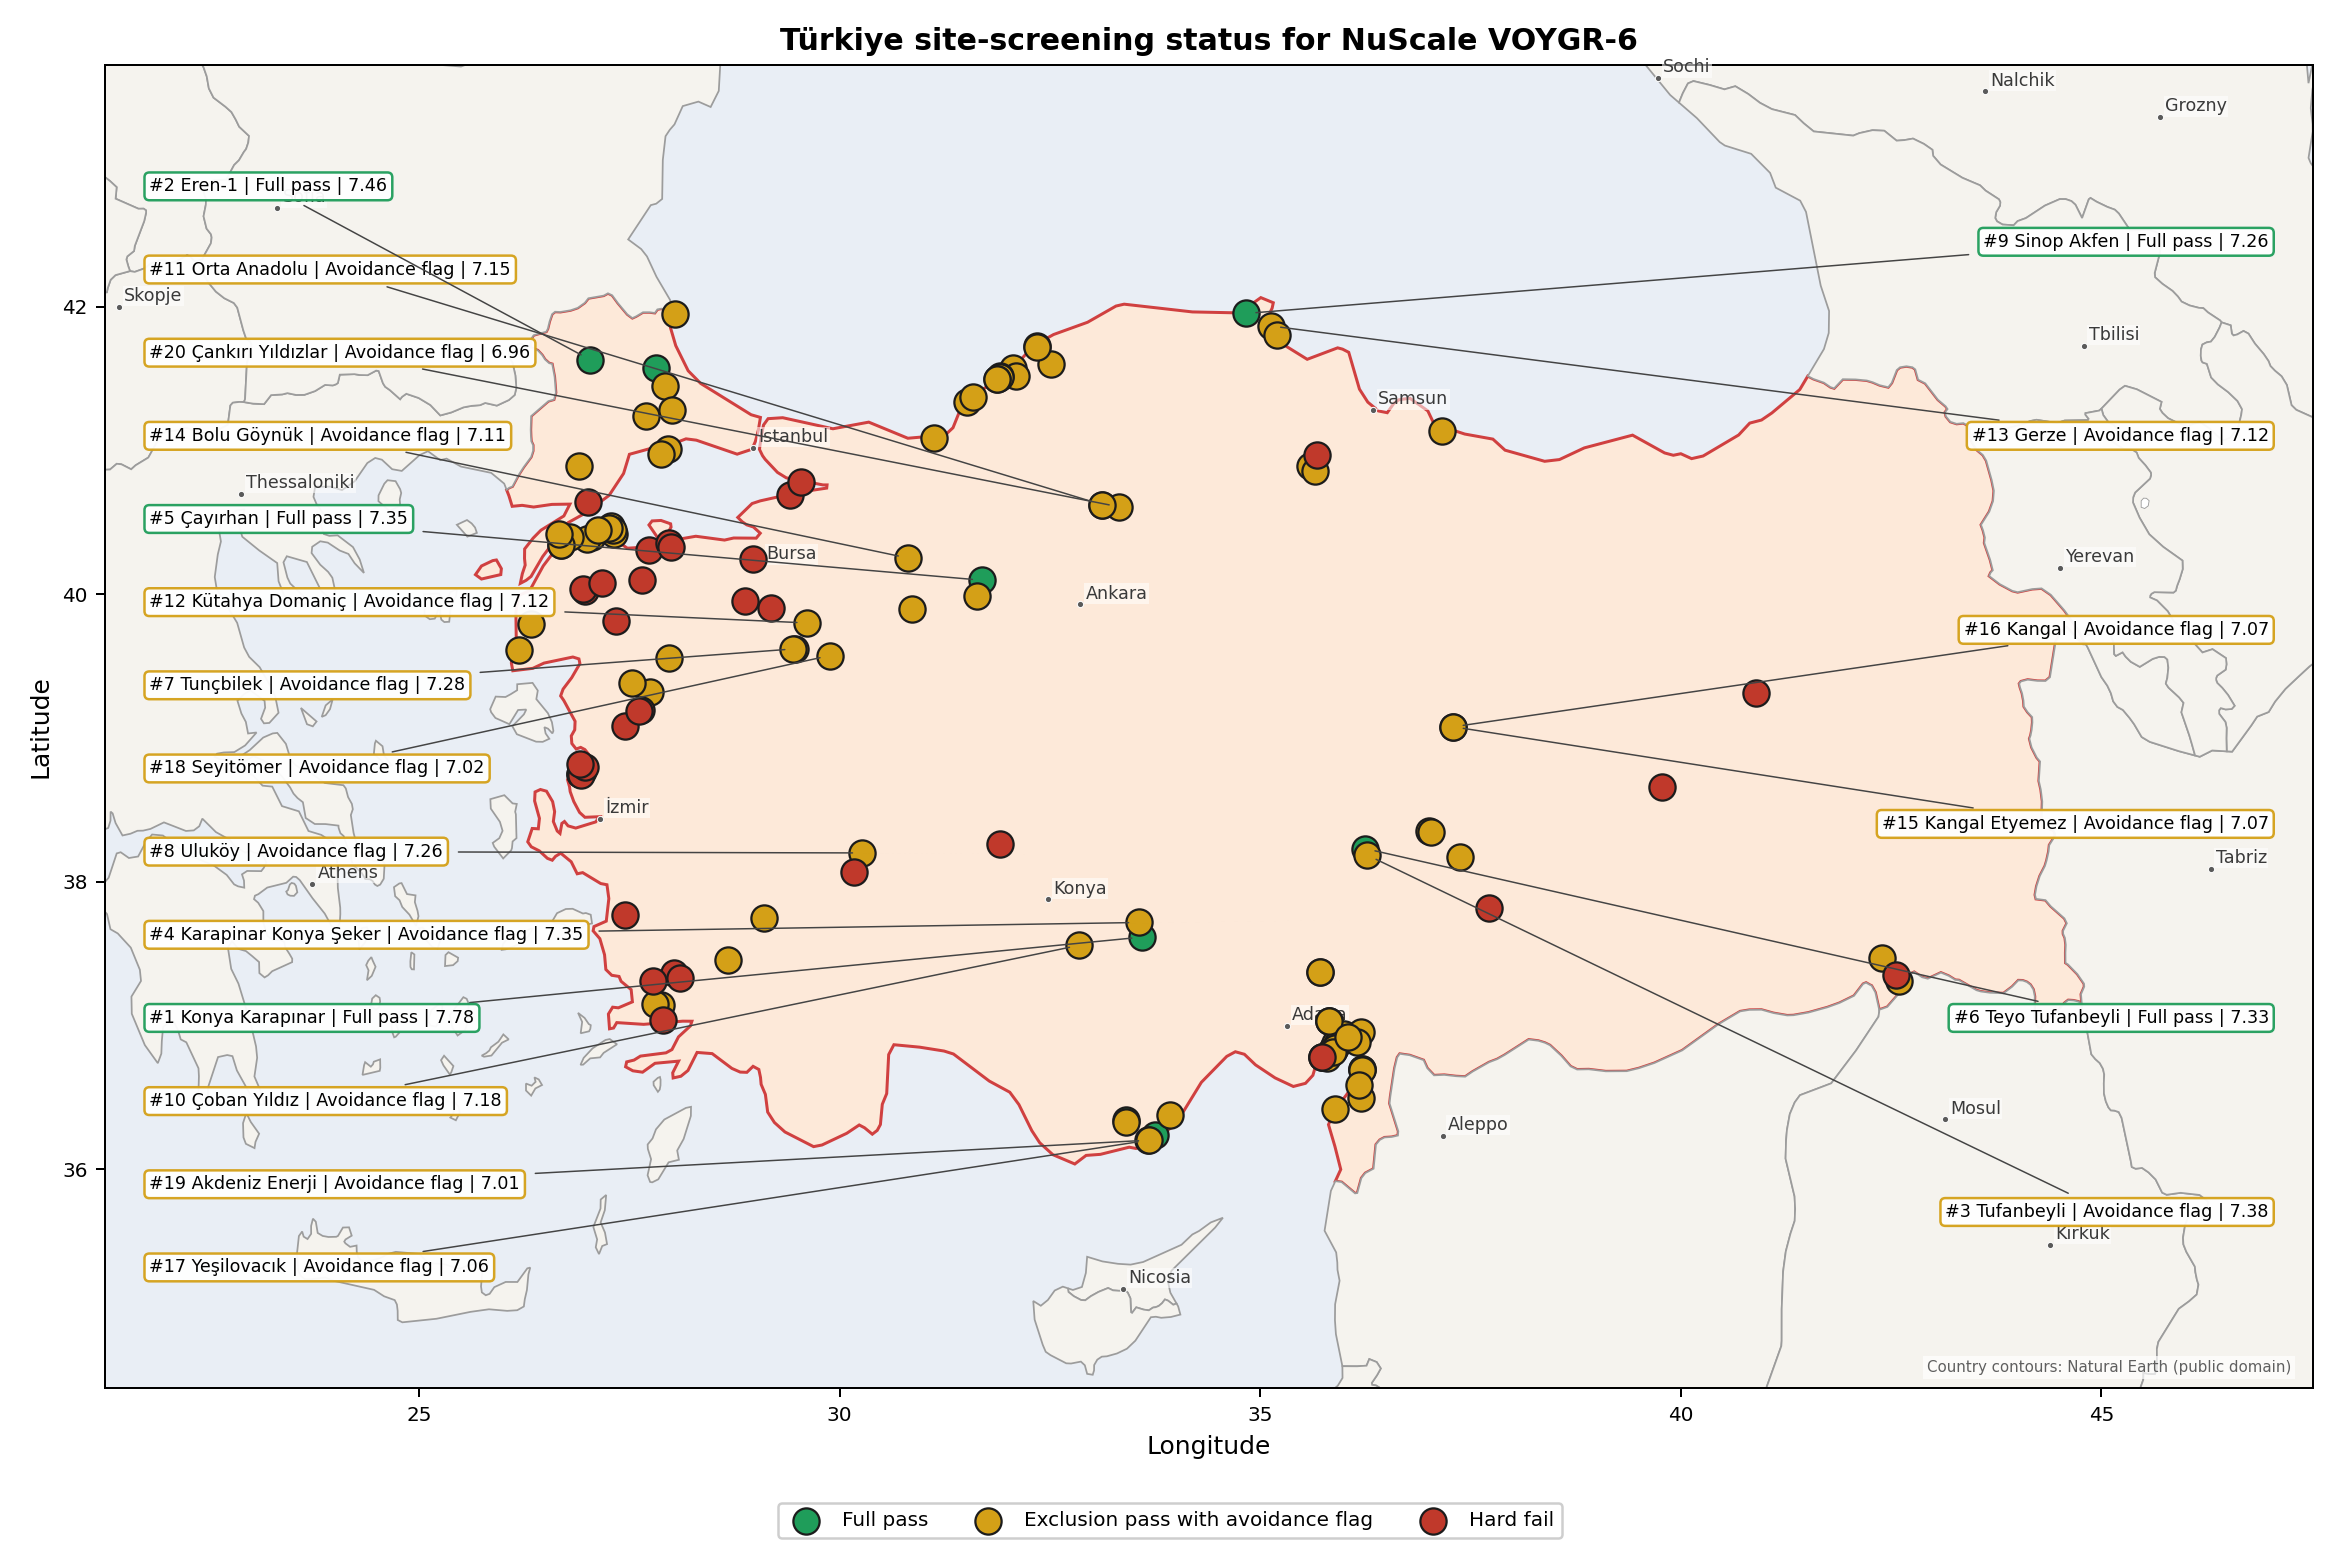 Türkiye site-screening status for NuScale VOYGR-6
Sochi
Nalchik
Grozny
#2 Eren-1 | Full pass | 7.46
#9 Sinop Akfen | Full pass | 7.26
#11 Orta Anadolu | Avoidance flag | 7.15
Skopje
42
Tbilisi
#20 Çankırı Yıldızlar | Avoidance flag | 6.96
Samsun
#14 Bolu Göynük | Avoidance flag | 7.11
Istanbul
#13 Gerze | Avoidance flag | 7.12
Thessaloniki
#5 Çayırhan | Full pass | 7.35
Bursa
Yerevan
40
Ankara
#12 Kütahya Domaniç | Avoidance flag | 7.12
#16 Kangal | Avoidance flag | 7.07
#7 Tunçbilek | Avoidance flag | 7.28
Latitude
#18 Seyitömer | Avoidance flag | 7.02
İzmir
#15 Kangal Etyemez | Avoidance flag | 7.07
#8 Uluköy | Avoidance flag | 7.26
Tabriz
Athens
38
Konya
#4 Karapinar Konya Şeker | Avoidance flag | 7.35
#1 Konya Karapınar | Full pass | 7.78
#6 Teyo Tufanbeyli | Full pass | 7.33
#10 Çoban Yıldız | Avoidance flag | 7.18
Mosul
Aleppo
36
#19 Akdeniz Enerji | Avoidance flag | 7.01
#3 Tufanbeyli | Avoidance flag | 7.38
Kirkuk
#17 Yeşilovacık | Avoidance flag | 7.06
Nicosia
Country contours: Natural Earth (public domain)
25 30 35 40 45
Longitude
Full pass Exclusion pass with avoidance flag Hard fail